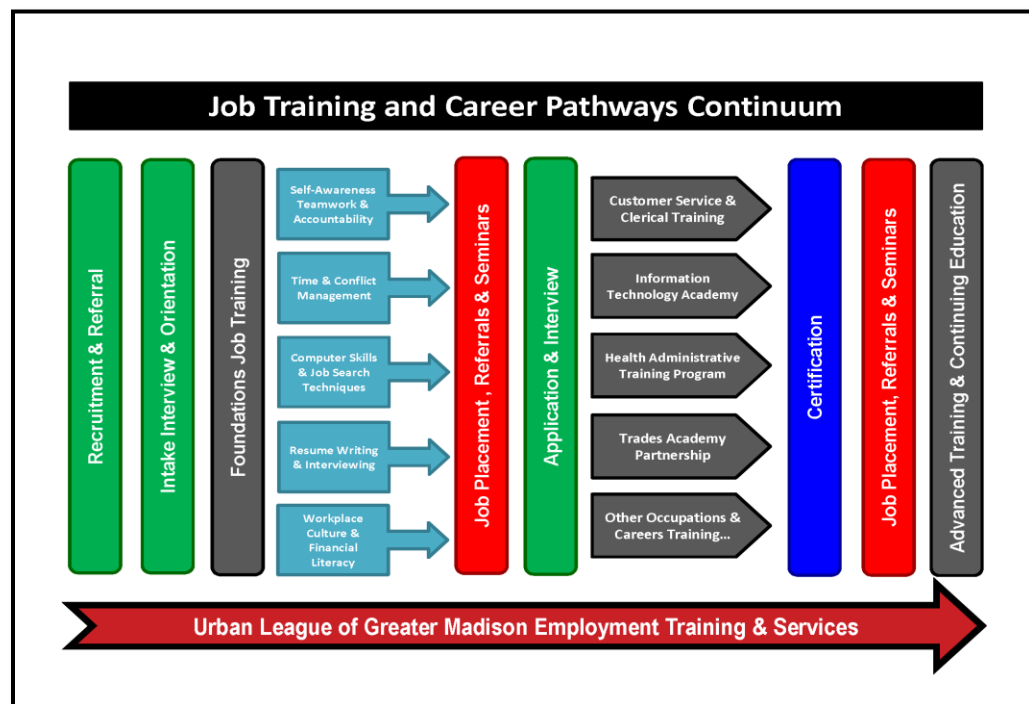 Job Training and Career Pathways Continuum
Recruitment & Referral
Intake Interview & Orientation
Foundations Job Training
Self-Awareness
Teamwork &
Accountability
Time & Conflict
Management
Computer Skills
& Job Search
Techniques
Resume Writing
& Interviewing
Workplace
Culture &
Financial
Literacy
Job Placement , Referrals & Seminars
Application & Interview
Customer Service &
Clerical Training
Information
Technology Academy
Health Administrative
Training Program
Trades Academy
Partnership
Other Occupations &
Careers Training...
Certification
Job Placement, Referrals & Seminars
Advanced Training & Continuing Education
Urban League of Greater Madison Employment Training & Services